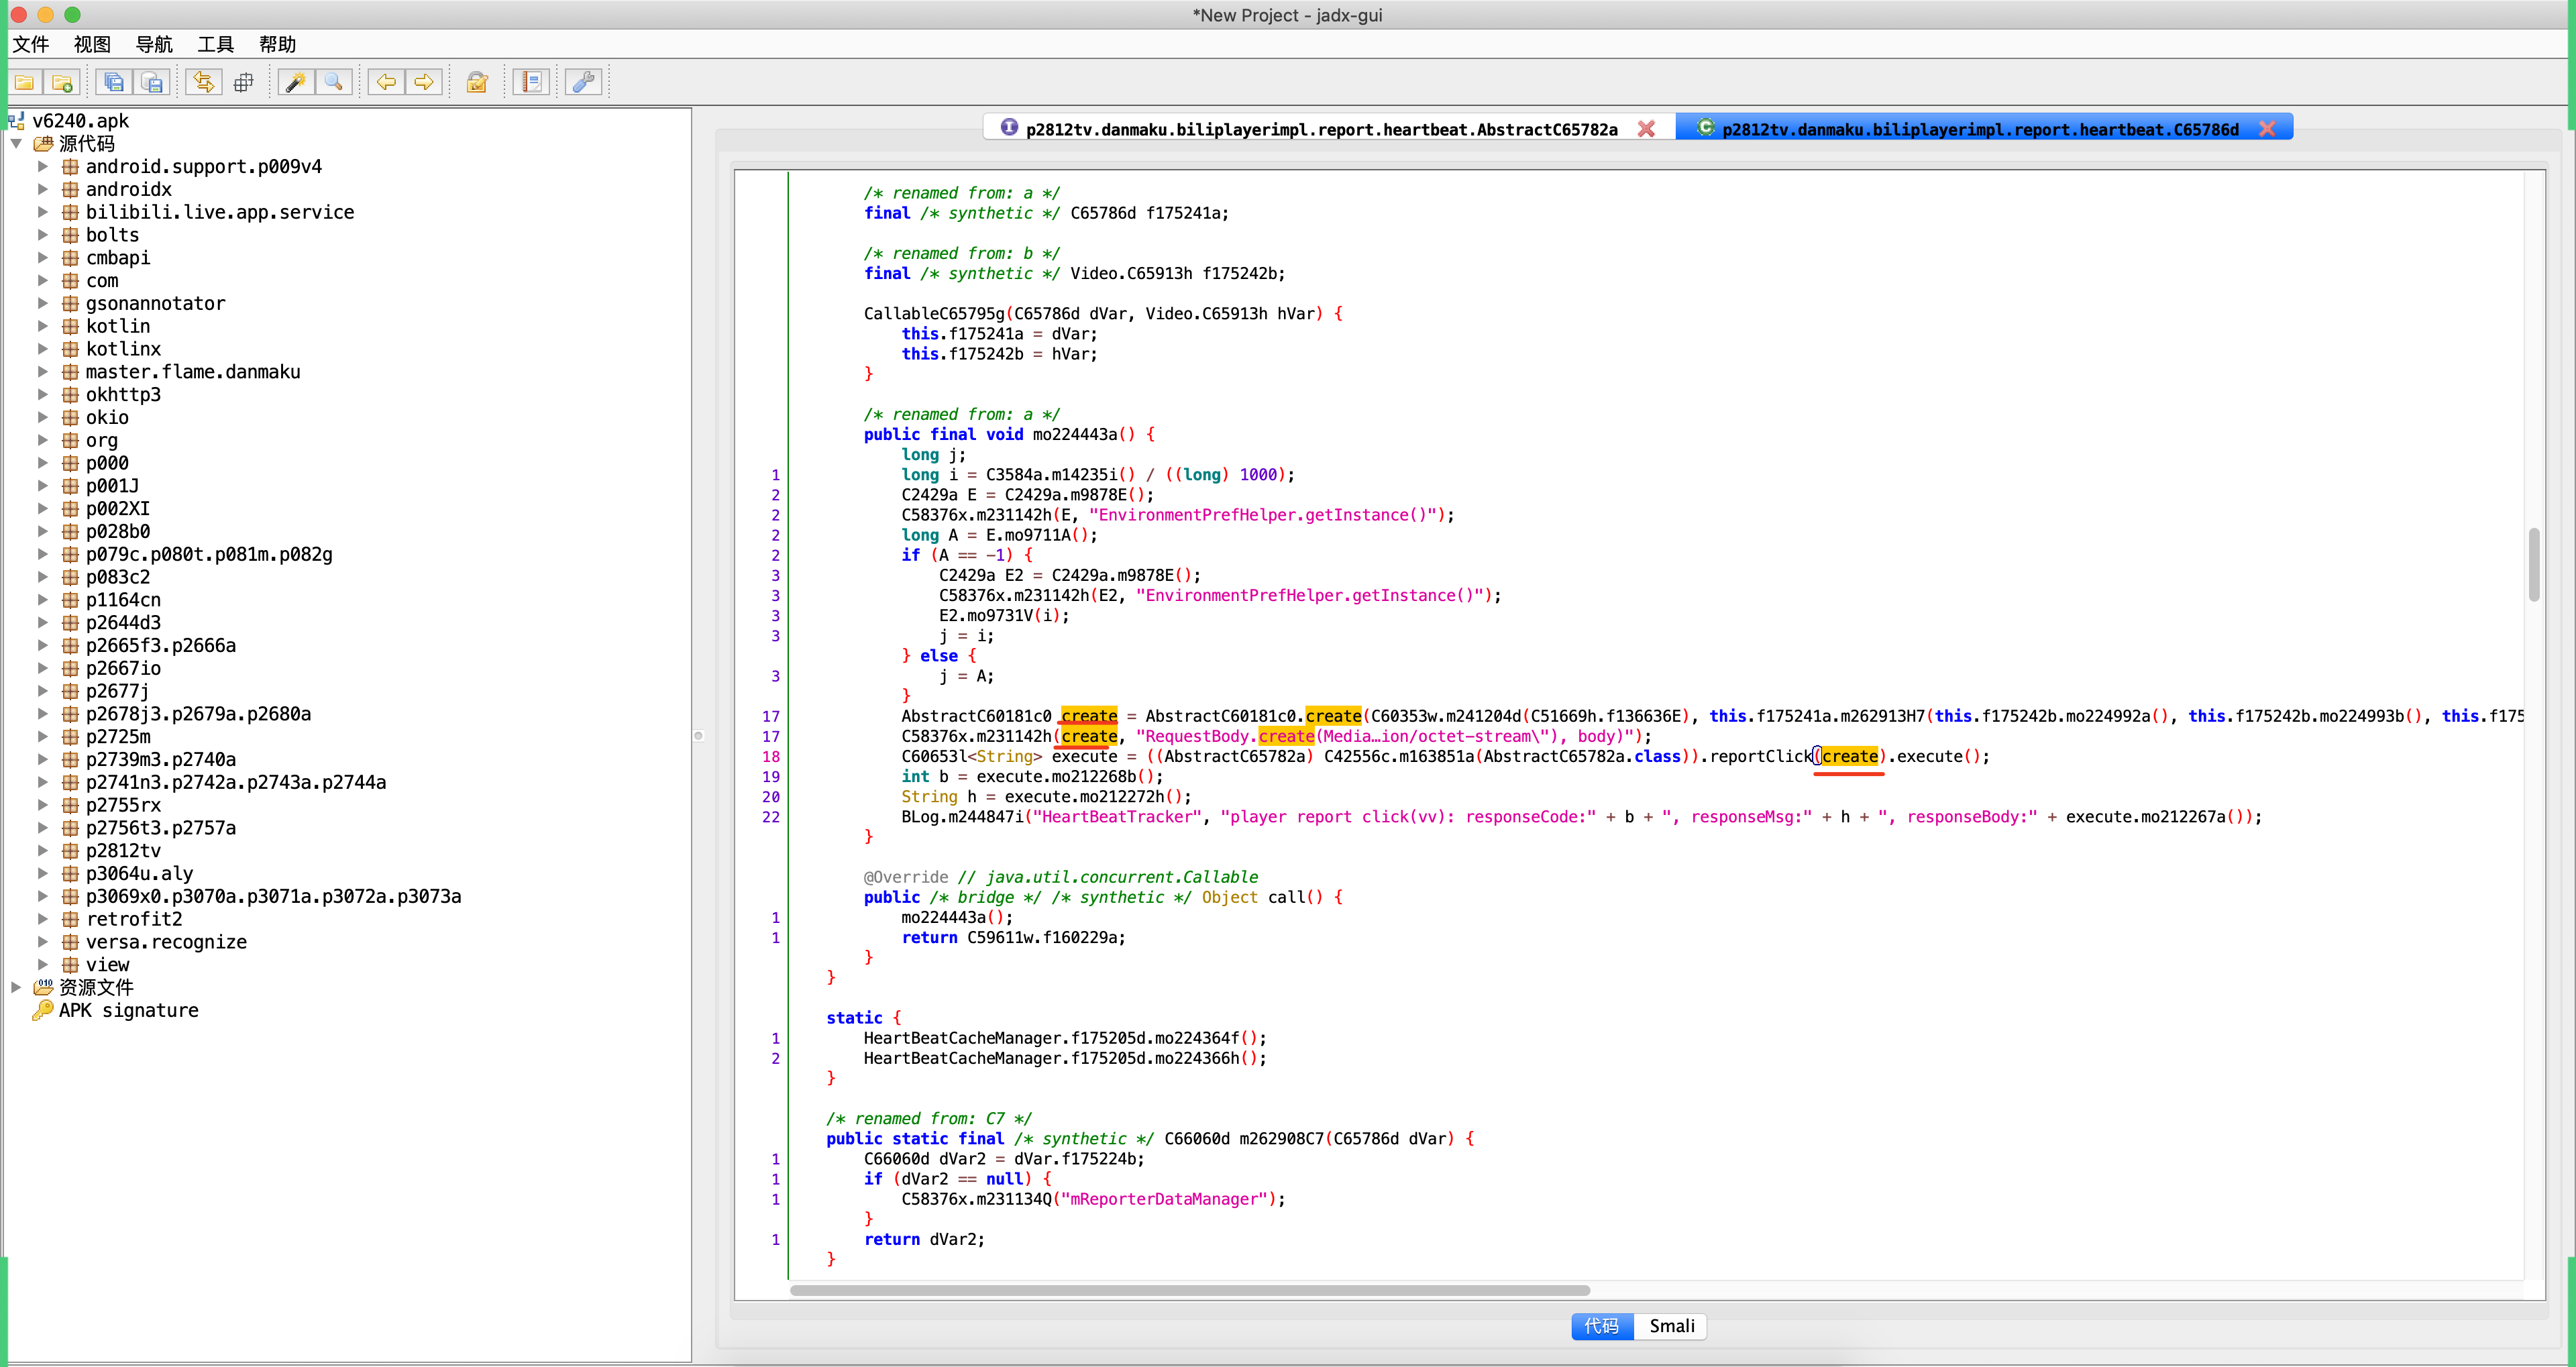 *New Project - jadx-gui
文件 视图 导航 工具 帮助
v6240.apk
源代码
android.support.p009v4
androidx
bilibili.live.app.service
bolts
cmbapi
com
gsonannotator
kotlin
kotlinx
master.flame.danmaku
okhttp3
okio
org
p000
p001J
p002XI
p028b0
p079c.p080t.p081m.p082g
p083c2
p1164cn
p2644d3
p2665f3.p2666a
p2667io
p2677j
p2678j3.p2679a.p2680a
p2725m
p2739m3.p2740a
p2741n3.p2742a.p2743a.p2744a
p2755rx
p2756t3.p2757a
p2812tv
p3064u.aly
p3069x0.p3070a.p3071a.p3072a.p3073a
retrofit2
versa.recognize
view
资源文件
APK signature
p2812tv.danmaku.biliplayerimpl.report.heartbeat.AbstractC65782a
p2812tv.danmaku.biliplayerimpl.report.heartbeat.C65786d
/* renamed from: a */
final /* synthetic */ C65786d f175241a;
/* renamed from: b */
final /* synthetic */ Video.C65913h f175242b;
CallableC65795g(C65786d dVar, Video.C65913h hVar) {
this.f175241a = dVar;
this.f175242b = hVar;
}
/* renamed from: a */
public final void mo224443a() {
long j;
1 long i = C3584a.m14235i() / ((long) 1000);
2 C2429a E = C2429a.m9878E();
2 C58376x.m231142h(E, "EnvironmentPrefHelper.getInstance()");
2 long A = E.mo9711A();
2 if (A == -1) {
3 C2429a E2 = C2429a.m9878E();
3 C58376x.m231142h(E2, "EnvironmentPrefHelper.getInstance()");
3 E2.mo9731V(i);
3 j = i;
} else {
3 j = A;
}
17 AbstractC60181c0 create = AbstractC60181c0.create(C60353w.m241204d(C51669h.f136636E), this.f175241a.m262913H7(this.f175242b.mo224992a(), this.f175242b.mo224993b(), this.f175
17 C58376x.m231142h(create, "RequestBody.create(Media…ion/octet-stream\"), body)");
18 C60653l<String> execute = ((AbstractC65782a) C42556c.m163851a(AbstractC65782a.class)).reportClick(create).execute();
19 int b = execute.mo212268b();
20 String h = execute.mo212272h();
22 BLog.m244847i("HeartBeatTracker", "player report click(vv): responseCode:" + b + ", responseMsg:" + h + ", responseBody:" + execute.mo212267a());
}
@Override // java.util.concurrent.Callable
public /* bridge */ /* synthetic */ Object call() {
1 mo224443a();
1 return C59611w.f160229a;
}
}
static {
1 HeartBeatCacheManager.f175205d.mo224364f();
2 HeartBeatCacheManager.f175205d.mo224366h();
}
/* renamed from: C7 */
public static final /* synthetic */ C66060d m262908C7(C65786d dVar) {
1 C66060d dVar2 = dVar.f175224b;
1 if (dVar2 == null) {
1 C58376x.m231134Q("mReporterDataManager");
}
1 return dVar2;
}
代码 Smali